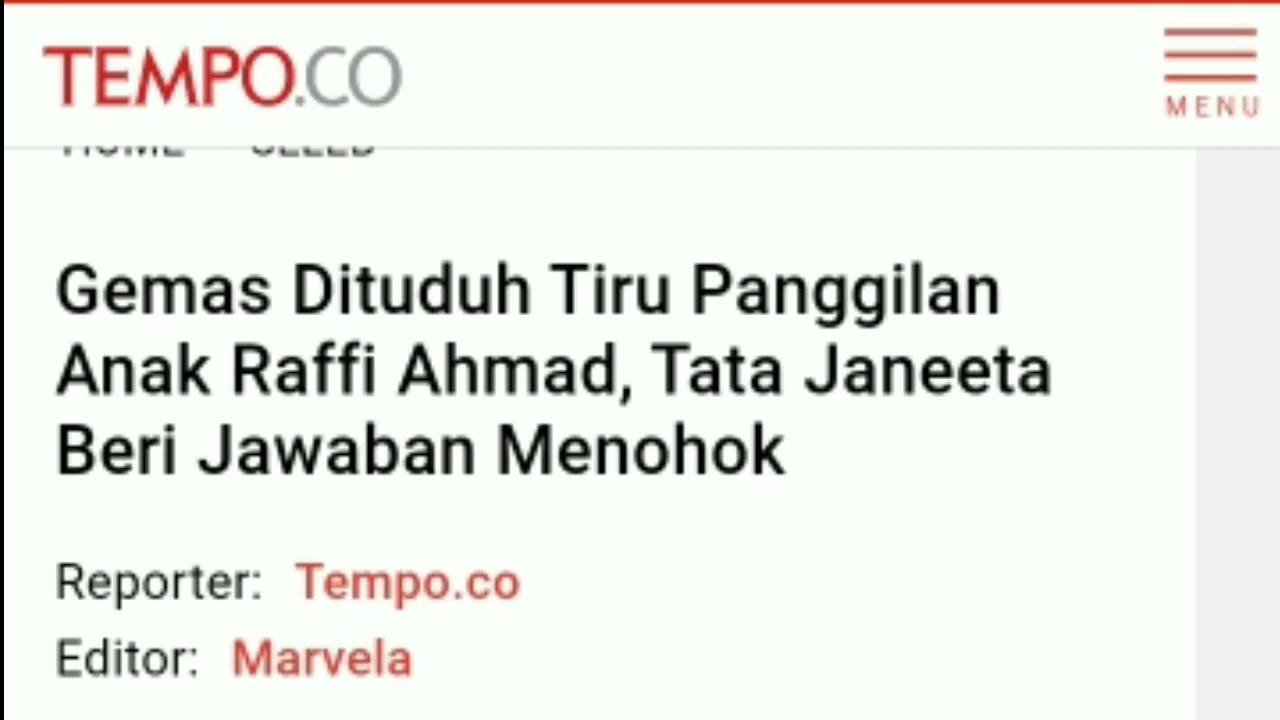 TEMPO.CO
MENU
Gemas Dituduh Tiru Panggilan
Anak Raffi Ahmad, Tata Janeeta
Beri Jawaban Menohok
Reporter: Tempo.co
Editor: Marvela